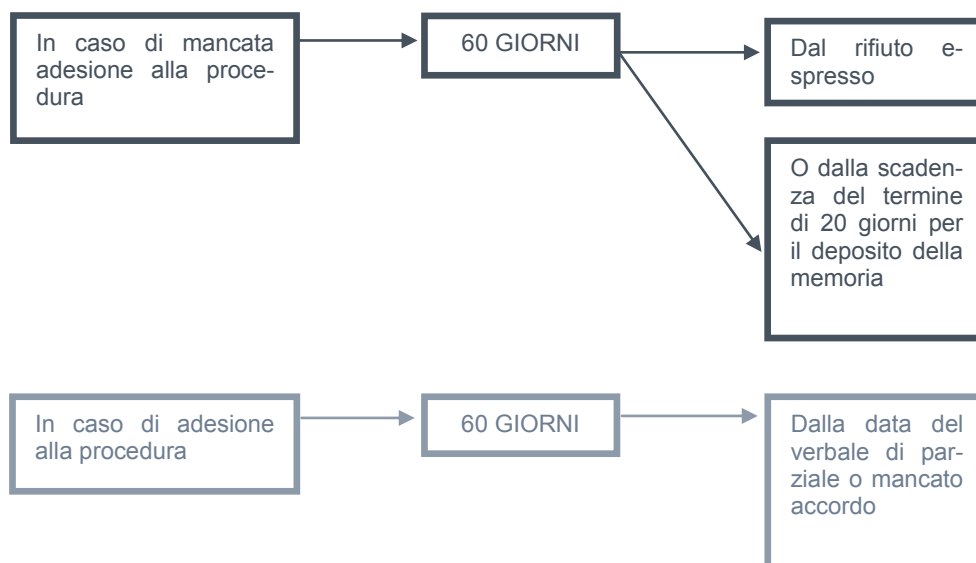 In caso di mancata
adesione alla proce-
dura
60 GIORNI
Dal rifiuto e-
spresso
O dalla scaden-
za del termine
di 20 giorni per
il deposito della
memoria
In caso di adesione
alla procedura
60 GIORNI
Dalla data del
verbale di par-
ziale o mancato
accordo